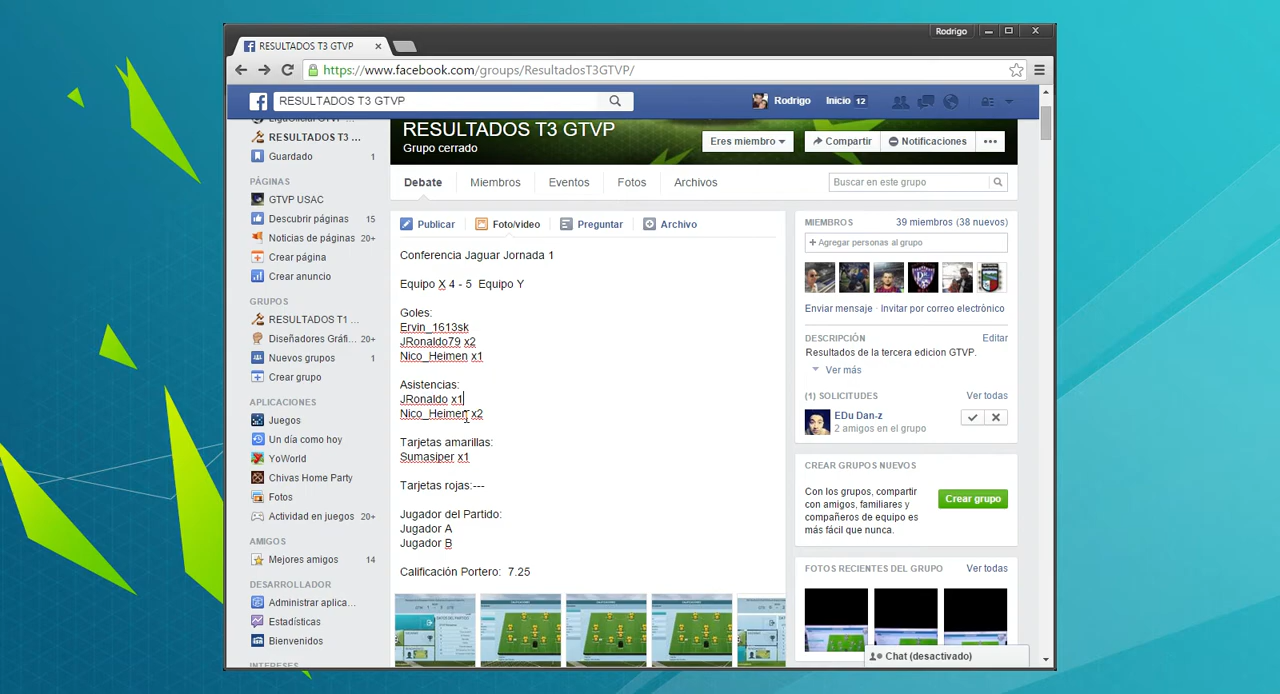 Rodrigo
RESULTADOS T3 GTVP
https://www.facebook.com/groups/ResultadosT3GTVP/
RESULTADOS T3 GTVP
Rodrigo
Inicio 12
RESULTADOS T3 ...
Guardado 1
PÁGINAS
GTVP USAC
Descubrir páginas 15
Noticias de páginas 20+
Crear página
Crear anuncio
GRUPOS
RESULTADOS T1 ...
Diseñadores Gráfi... 20+
Nuevos grupos 1
Crear grupo
APLICACIONES
Juegos
Un día como hoy
YoWorld
Chivas Home Party
Fotos
Actividad en juegos 20+
AMIGOS
Mejores amigos 14
DESARROLLADOR
Administrar aplica...
Estadísticas
Bienvenidos
INTERESES
RESULTADOS T3 GTVP
Grupo cerrado
Eres miembro
Compartir
Notificaciones
Debate
Miembros
Eventos
Fotos
Archivos
Buscar en este grupo
Publicar
Foto/video
Preguntar
Archivo
Conferencia Jaguar Jornada 1
Equipo X 4 - 5 Equipo Y
Goles:
Ervin_1613sk
JRonaldo79 x2
Nico_Heimen x1
Asistencias:
JRonaldo x1
Nico_Heimen x2
Tarjetas amarillas:
Sumasiper x1
Tarjetas rojas:---
Jugador del Partido:
Jugador A
Jugador B
Calificación Portero: 7.25
MIEMBROS
39 miembros (38 nuevos)
+ Agregar personas al grupo
Enviar mensaje · Invitar por correo electrónico
DESCRIPCIÓN
Editar
Resultados de la tercera edicion GTVP.
Ver más
(1) SOLICITUDES
Ver todas
EDu Dan-z
2 amigos en el grupo
CREAR GRUPOS NUEVOS
Con los grupos, compartir
con amigos, familiares y
compañeros de equipo es
más fácil que nunca.
Crear grupo
FOTOS RECIENTES DEL GRUPO
Ver todas
Chat (desactivado)